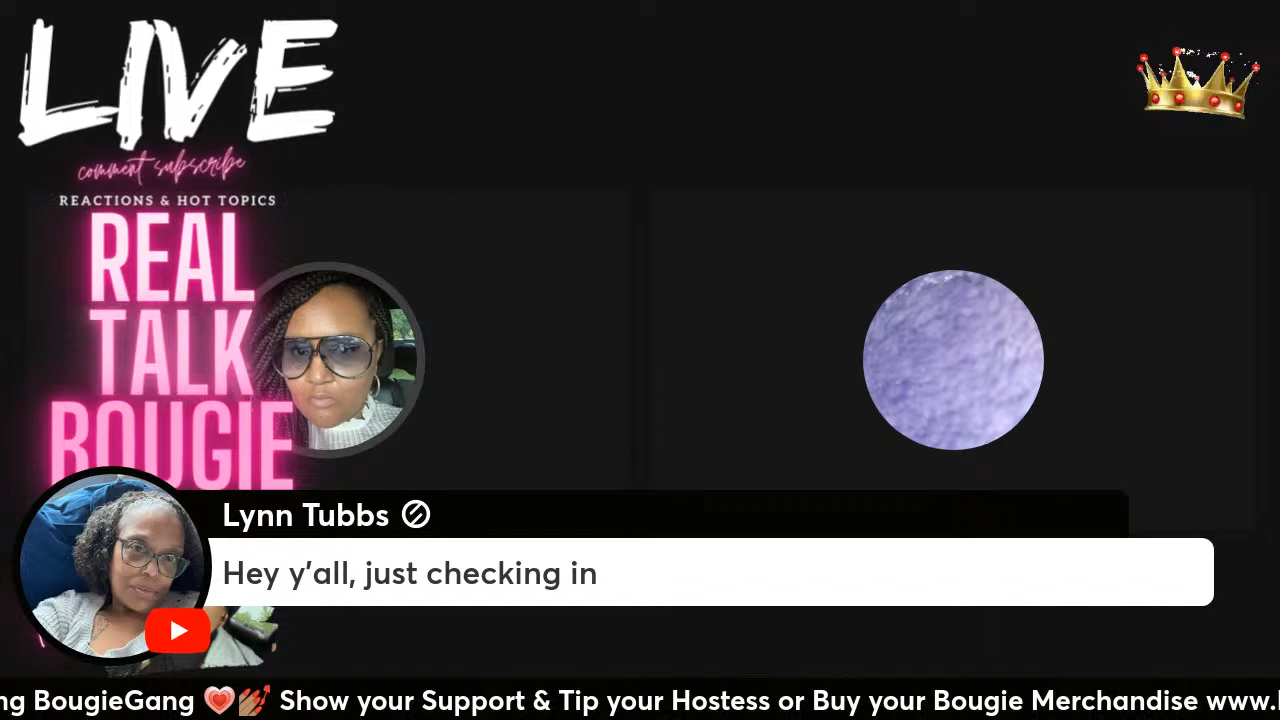 LIVE
comment subscribe
REACTIONS & HOT TOPICS
REAL
TALK
BOUGIE
Lynn Tubbs
Hey y'all, just checking in
BougieGang 💗💅🏽 Show your Support & Tip your Hostess or Buy your Bougie Merchandise www.